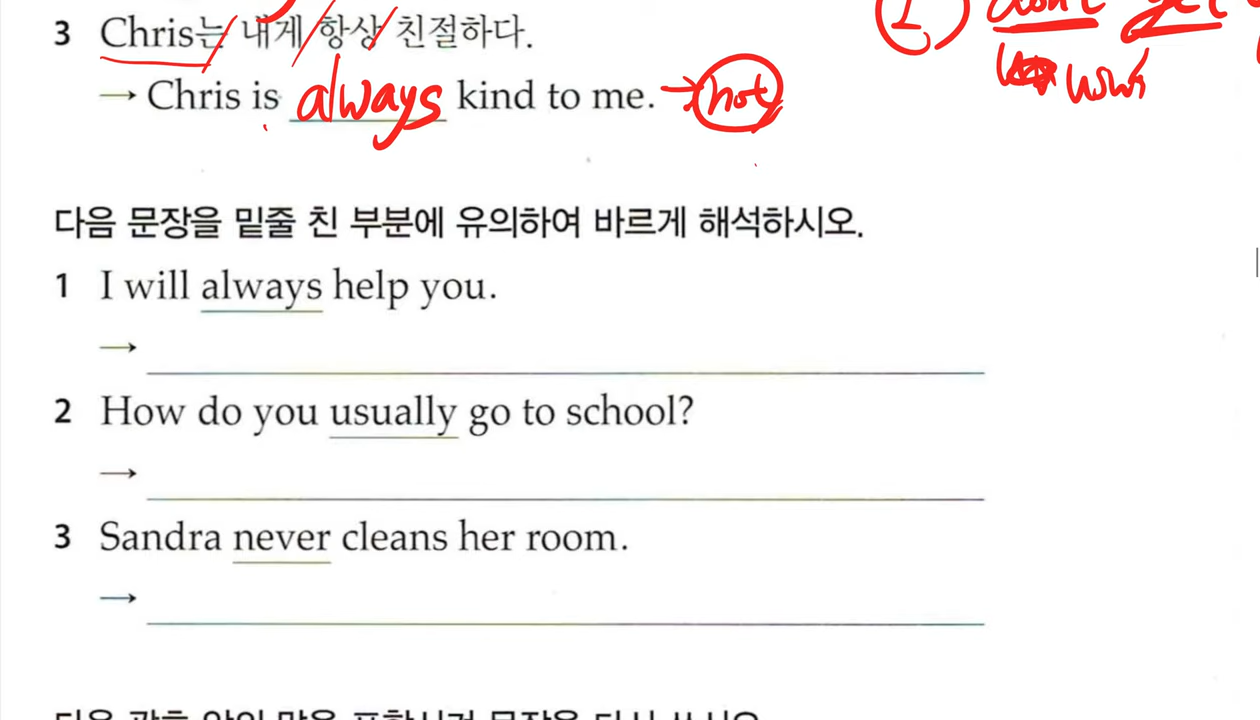 3 Chris는 내게 항상 친절하다.
→ Chris is always kind to me. → not
don't get
다음 문장을 밑줄 친 부분에 유의하여 바르게 해석하시오.
1 I will always help you.
→
2 How do you usually go to school?
→
3 Sandra never cleans her room.
→